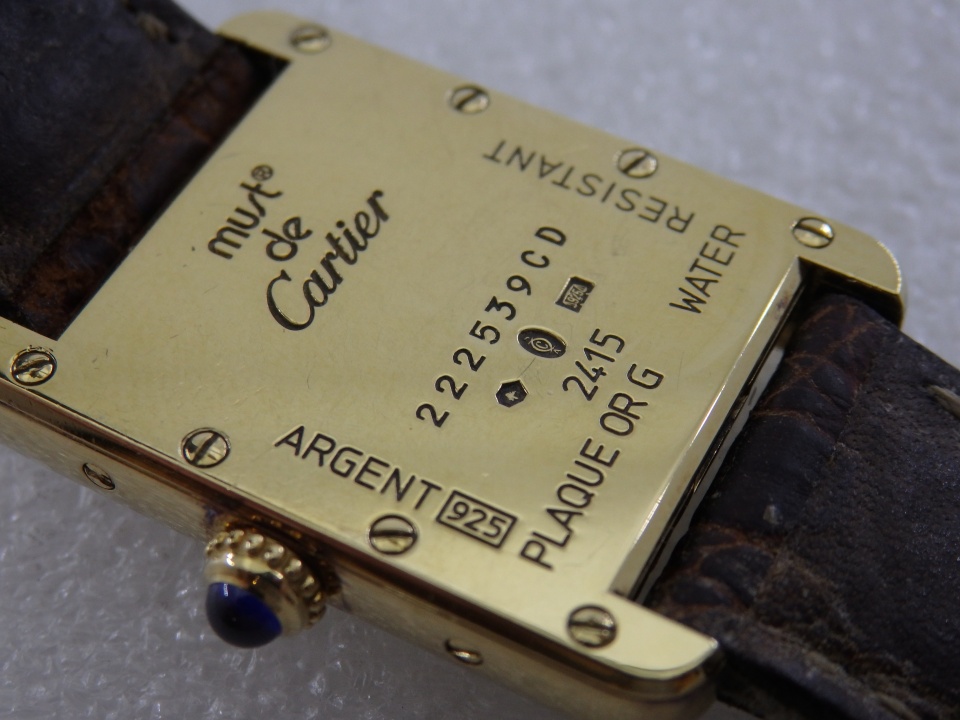 must®
de
Cartier
222539CD
2415
ARGENT 925
PLAQUE OR G
WATER
RESISTANT